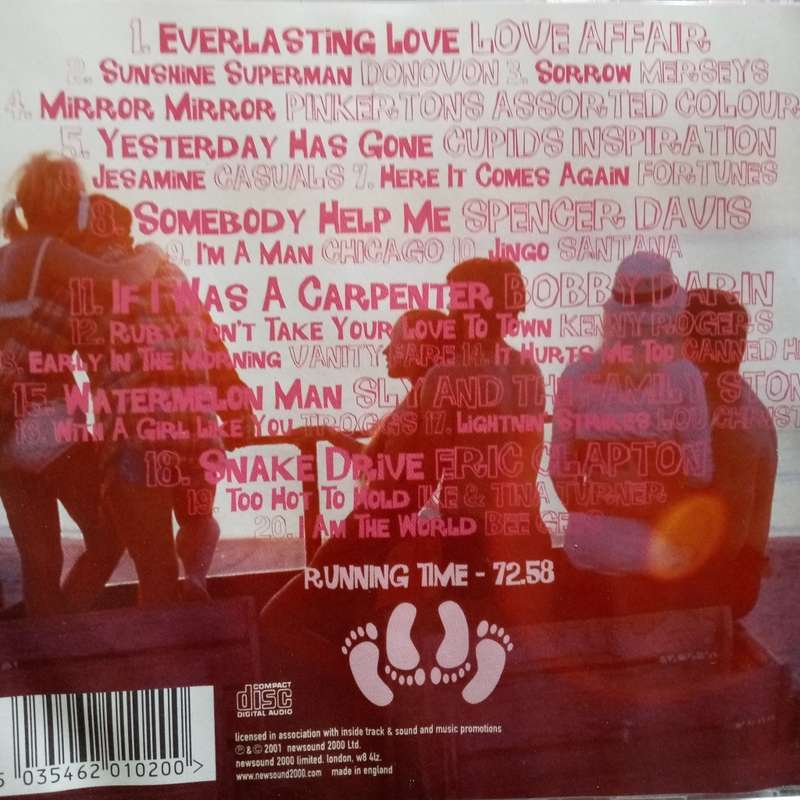 1. EVERLASTING LOVE LOVE AFFAIR
2. SUNSHINE SUPERMAN DONOVON 3. SORROW MERSEYS
4. MIRROR MIRROR PINKERTONS ASSORTED COLOUR
5. YESTERDAY HAS GONE CUPIDS INSPIRATION
6. JESAMINE CASUALS 7. HERE IT COMES AGAIN FORTUNES
8. SOMEBODY HELP ME SPENCER DAVIS
9. I'M A MAN CHICAGO 10. JINGO SANTANA
11. IF I WAS A CARPENTER BOBBY DARIN
12. RUBY DON'T TAKE YOUR LOVE TO TOWN KENNY ROGERS
13. EARLY IN THE MORNING VANITY FARE 14. IT HURTS ME TOO CANNED HE
15. WATERMELON MAN SLY AND THE FAMILY STON
16. WITH A GIRL LIKE YOU TROGGS 17. LIGHTNIN' STRIKES LOU CHRIST
18. SNAKE DRIVE ERIC CLAPTON
19. TOO HOT TO HOLD IKE & TINA TURNER
20. I AM THE WORLD BEE GEES
RUNNING TIME - 72.58
COMPACT
disc
DIGITAL AUDIO
licensed in association with inside track & sound and music promotions
℗ & © 2001 newsound 2000 Ltd.
newsound 2000 limited. london, w8 4lz.
www.newsound2000.com made in england
5 035462 010200 >